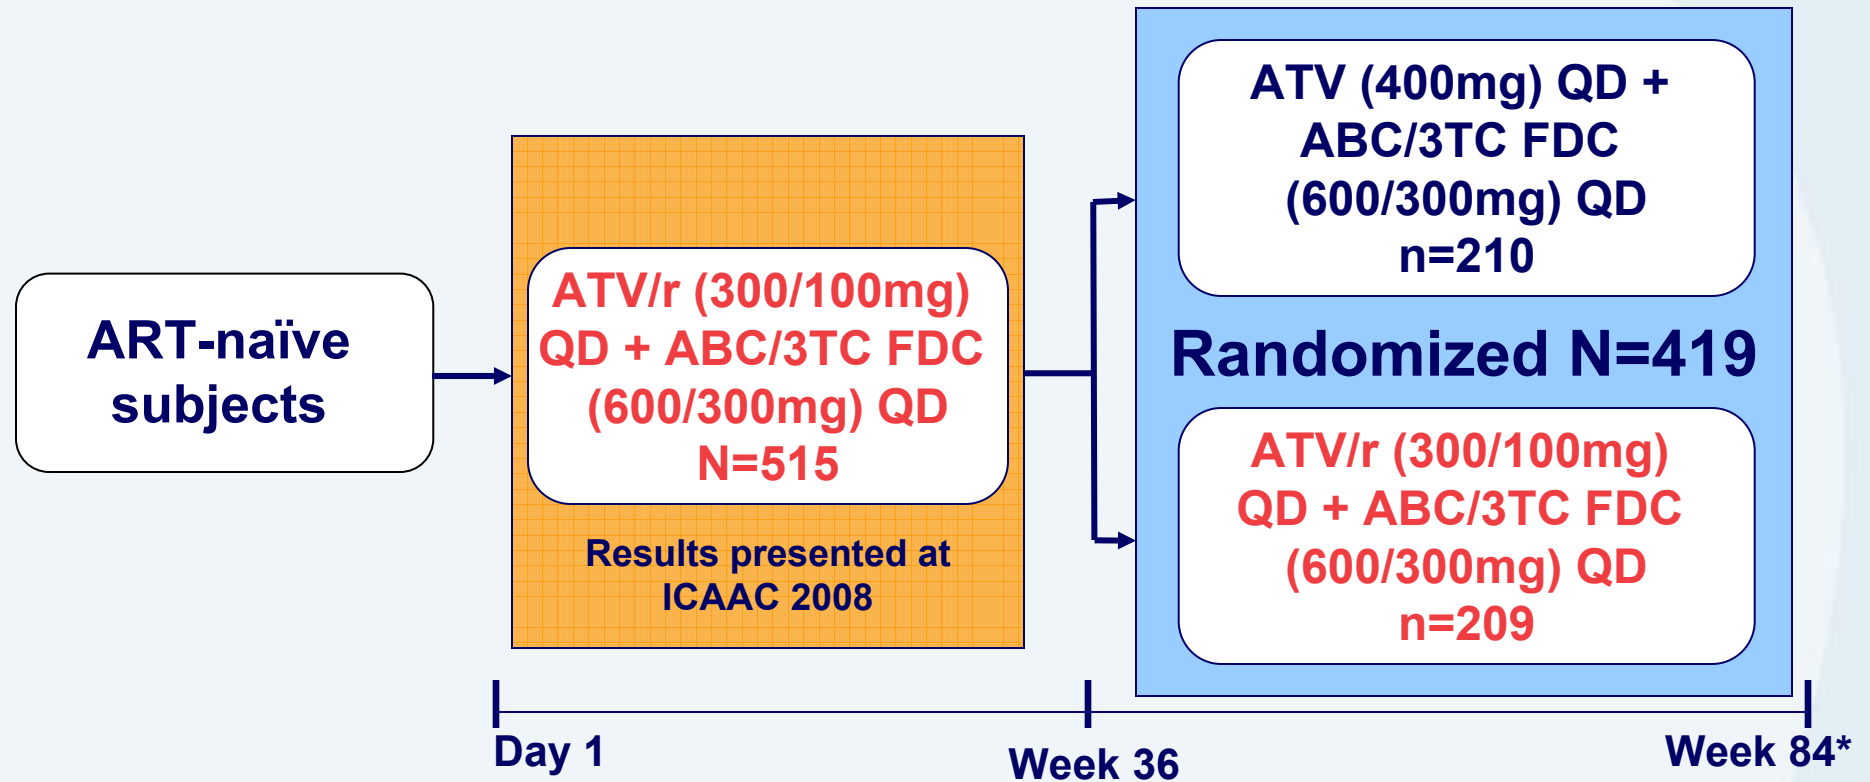 ART-naïve
subjects
ATV/r (300/100mg)
QD + ABC/3TC FDC
(600/300mg) QD
N=515
Results presented at
ICAAC 2008
ATV (400mg) QD +
ABC/3TC FDC
(600/300mg) QD
n=210
Randomized N=419
ATV/r (300/100mg)
QD + ABC/3TC FDC
(600/300mg) QD
n=209
Day 1
Week 36
Week 84*